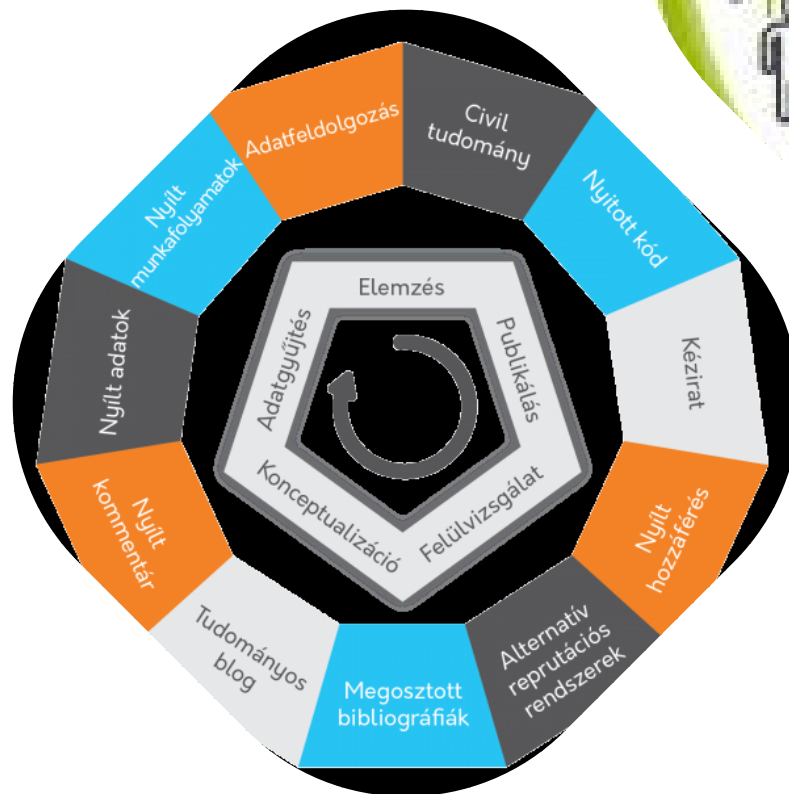 Adatfeldolgozás
Civil
tudomány
Nyitott kód
Kézirat
Nyílt
hozzáférés
Alternatív
reprutációs
rendszerek
Megosztott
bibliográfiák
Tudományos
blog
Nyílt
kommentár
Nyílt adatok
Nyílt
munkafolyamatok
Elemzés
Publikálás
Felülvizsgálat
Konceptualizáció
Adatgyűjtés